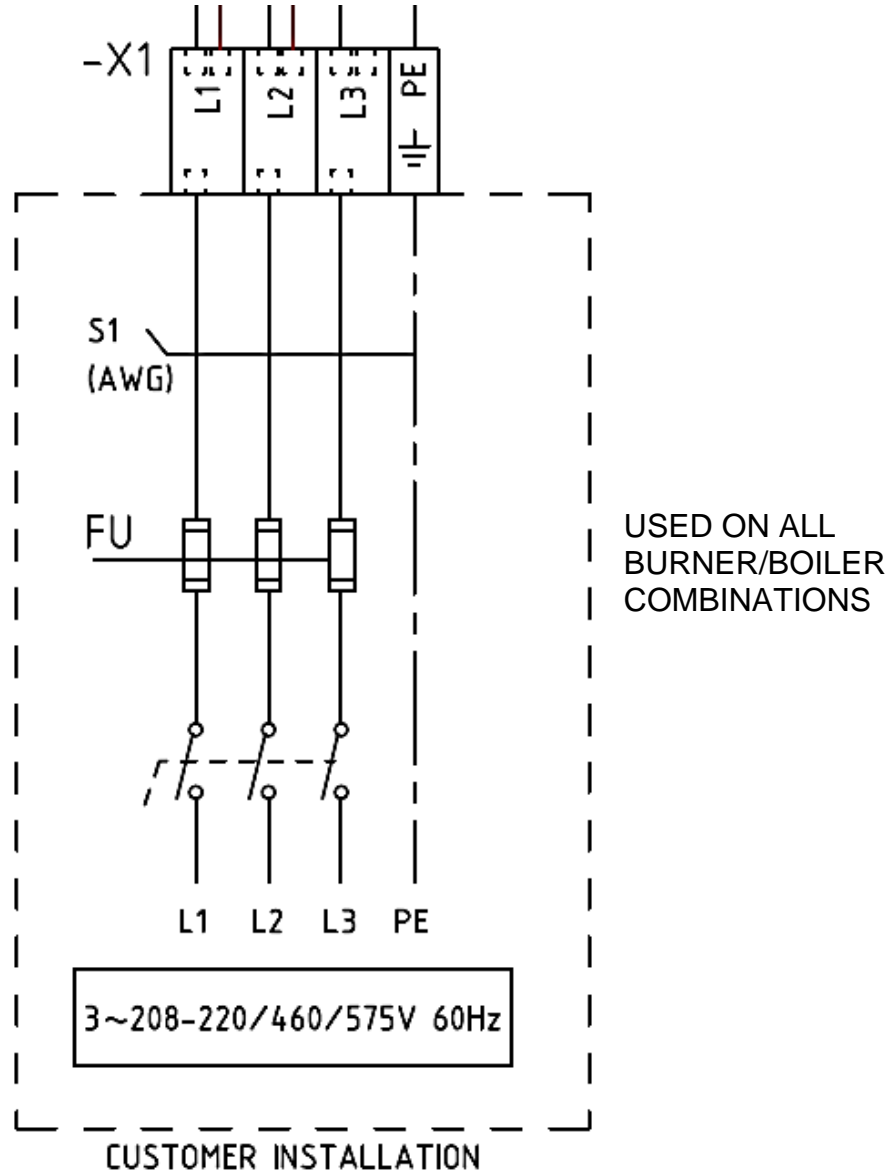 -X1
L1 L2 L3 PE
S1
(AWG)
FU
USED ON ALL
BURNER/BOILER
COMBINATIONS
L1 L2 L3 PE
3~208-220/460/575V 60Hz
CUSTOMER INSTALLATION